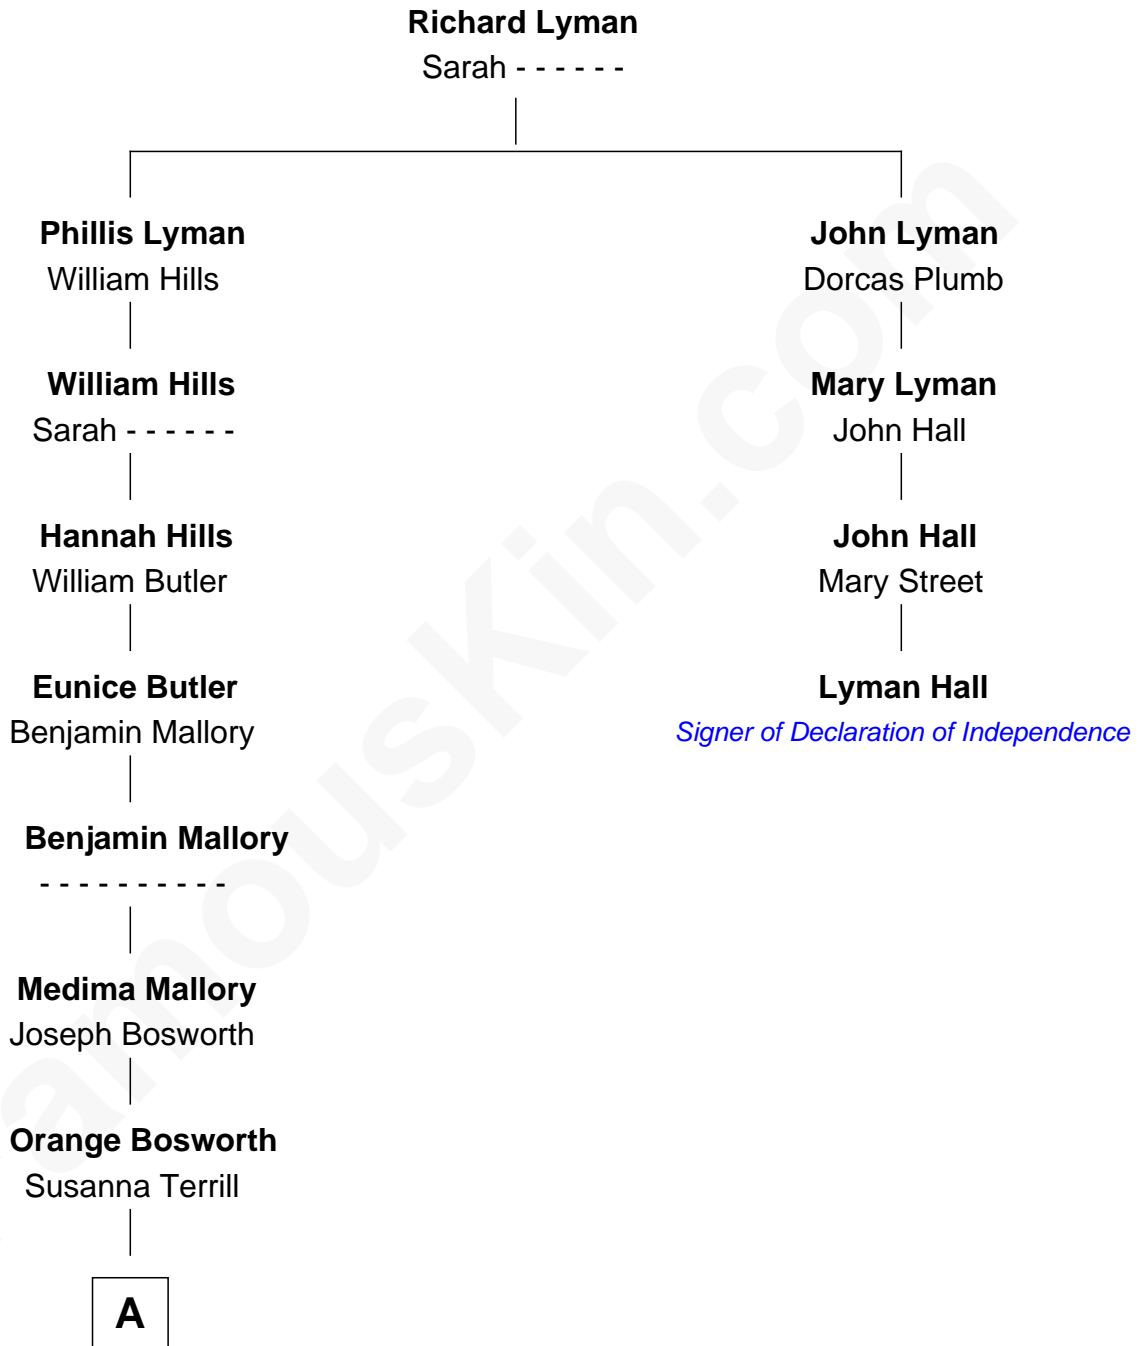 Richard Lyman
Sarah - - - - - -
Phillis Lyman
William Hills
John Lyman
Dorcas Plumb
William Hills
Sarah - - - - - -
Mary Lyman
John Hall
Hannah Hills
William Butler
John Hall
Mary Street
Eunice Butler
Benjamin Mallory
Lyman Hall
Signer of Declaration of Independence
Benjamin Mallory
- - - - - - - - - -
Medima Mallory
Joseph Bosworth
Orange Bosworth
Susanna Terrill
A
amousKin.com